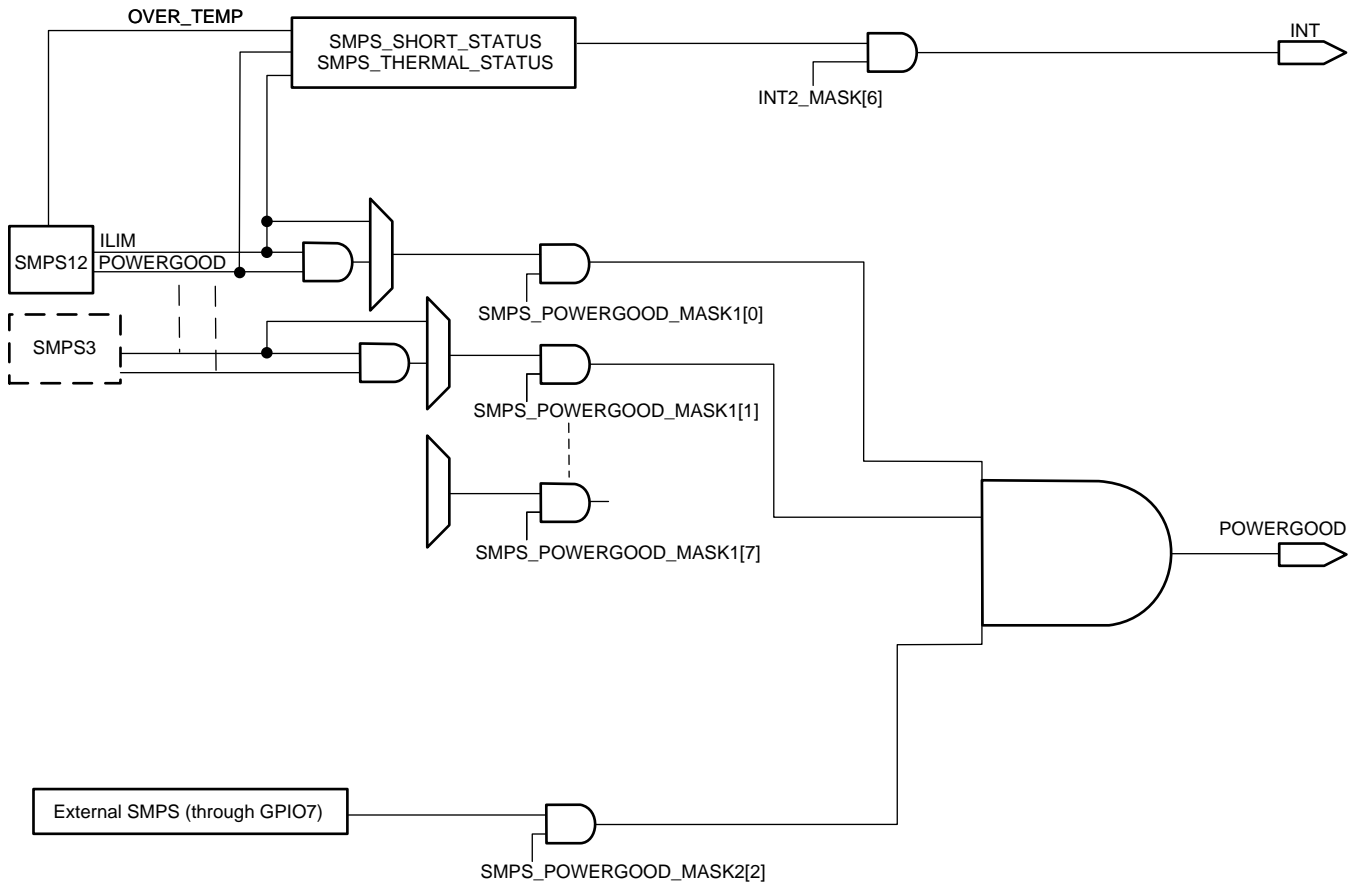 OVER_TEMP
SMPS_SHORT_STATUS
SMPS_THERMAL_STATUS
INT
INT2_MASK[6]
SMPS12
ILIM
POWERGOOD
SMPS_POWERGOOD_MASK1[0]
SMPS3
SMPS_POWERGOOD_MASK1[1]
SMPS_POWERGOOD_MASK1[7]
POWERGOOD
External SMPS (through GPIO7)
SMPS_POWERGOOD_MASK2[2]